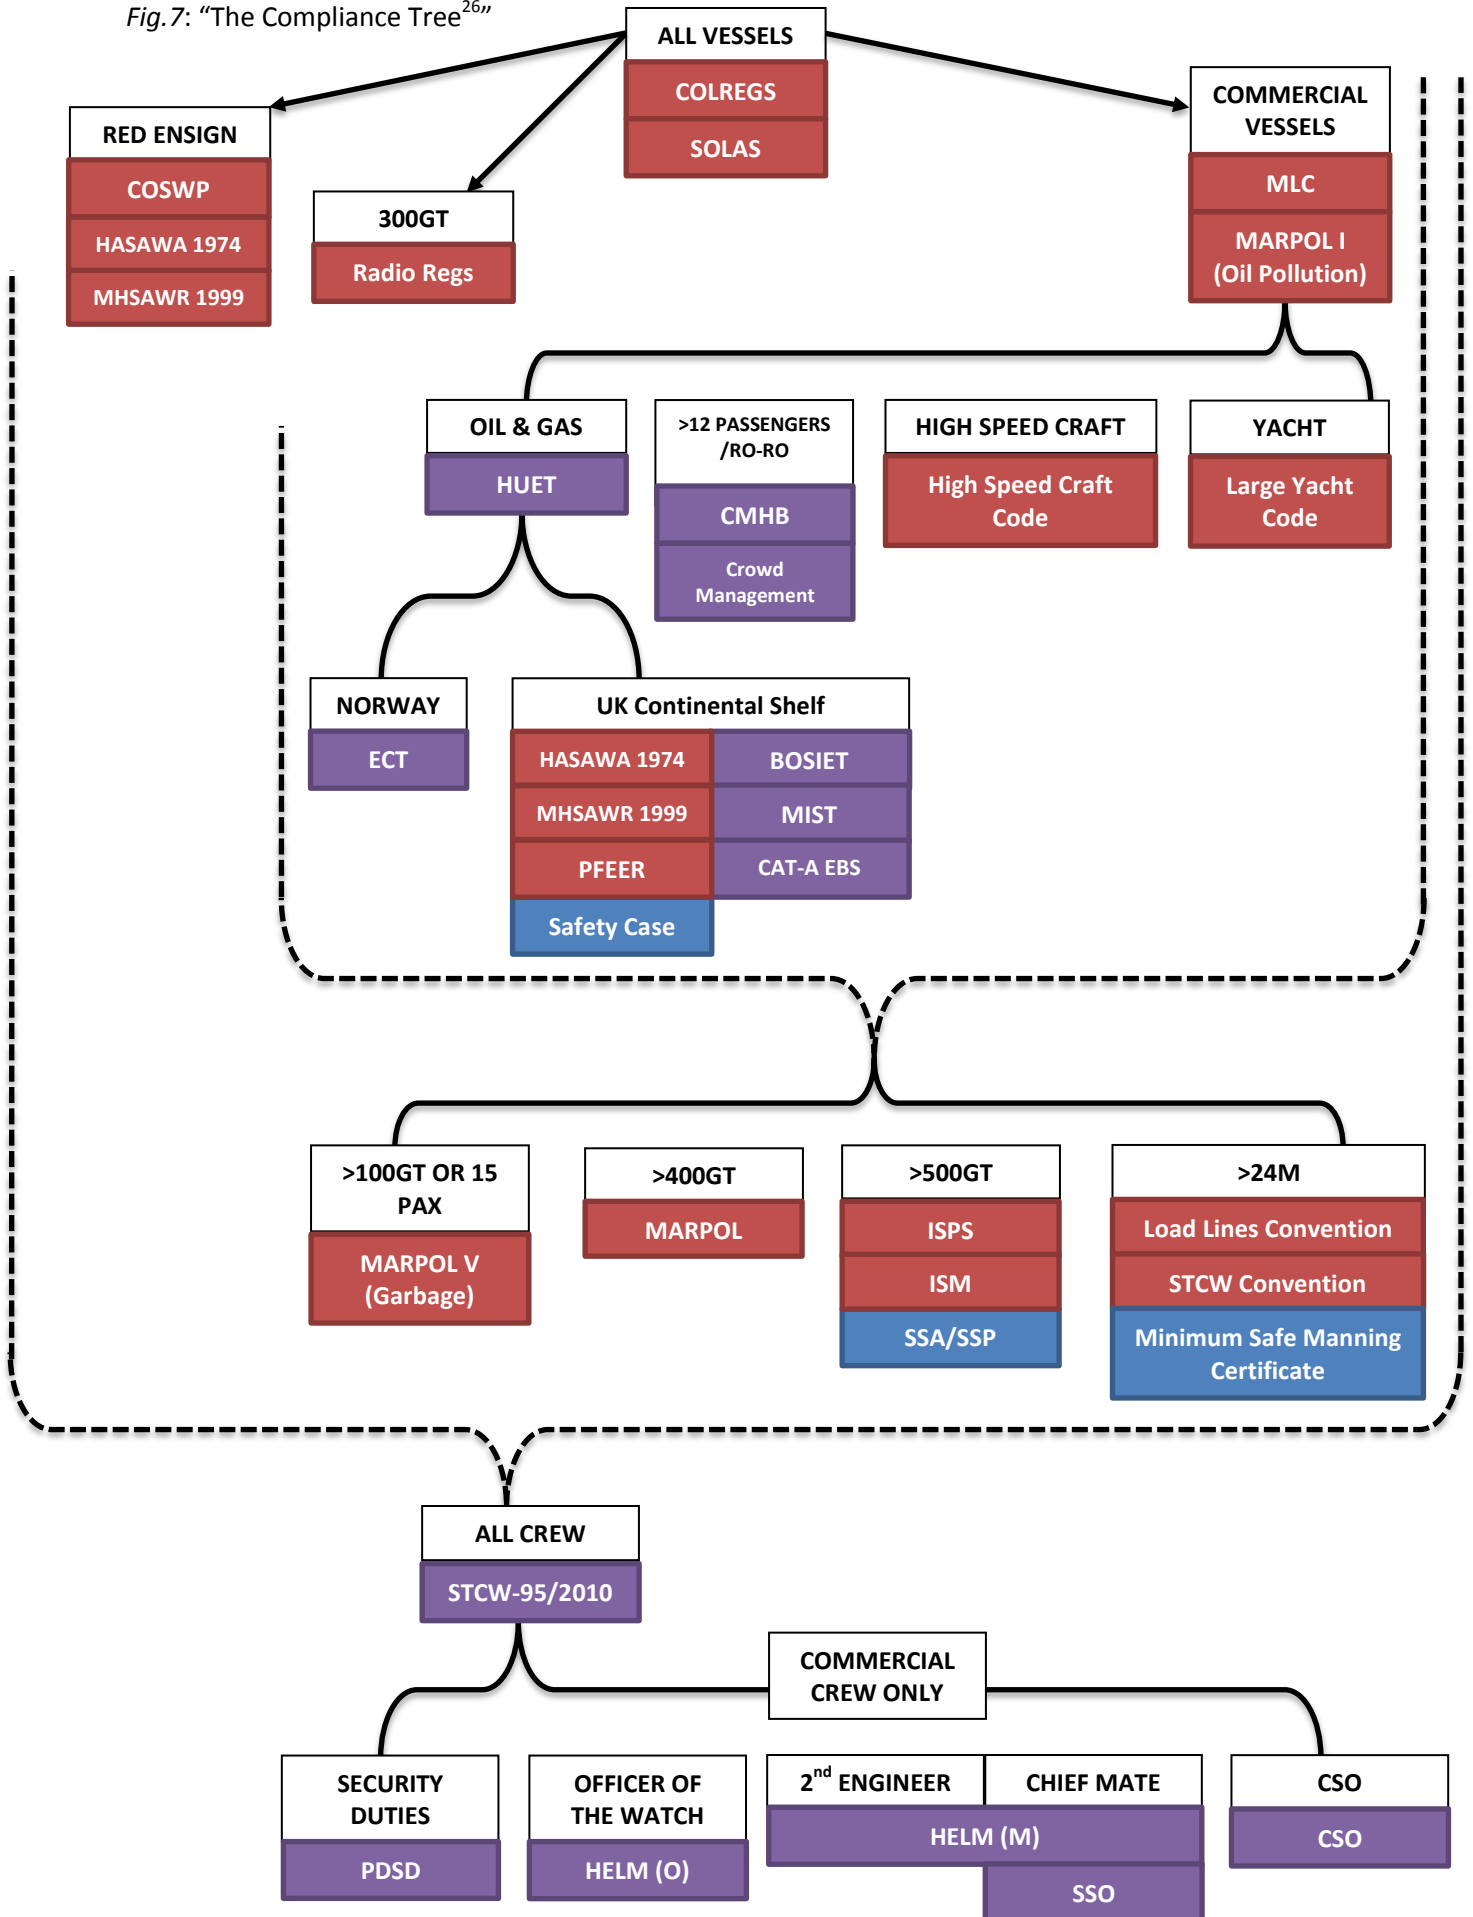 Fig.7: “The Compliance Tree26”
ALL VESSELS
COLREGS
SOLAS
RED ENSIGN
COSWP
HASAWA 1974
MHSAWR 1999
300GT
Radio Regs
COMMERCIAL
VESSELS
MLC
MARPOL I
(Oil Pollution)
OIL & GAS
HUET
>12 PASSENGERS
/RO-RO
CMHB
Crowd
Management
HIGH SPEED CRAFT
High Speed Craft
Code
YACHT
Large Yacht
Code
NORWAY
ECT
UK Continental Shelf
HASAWA 1974
BOSIET
MHSAWR 1999
MIST
PFEER
CAT-A EBS
Safety Case
>100GT OR 15
PAX
MARPOL V
(Garbage)
>400GT
MARPOL
>500GT
ISPS
ISM
SSA/SSP
>24M
Load Lines Convention
STCW Convention
Minimum Safe Manning
Certificate
ALL CREW
STCW-95/2010
COMMERCIAL
CREW ONLY
SECURITY
DUTIES
PDSD
OFFICER OF
THE WATCH
HELM (O)
2nd ENGINEER
CHIEF MATE
HELM (M)
SSO
CSO
CSO